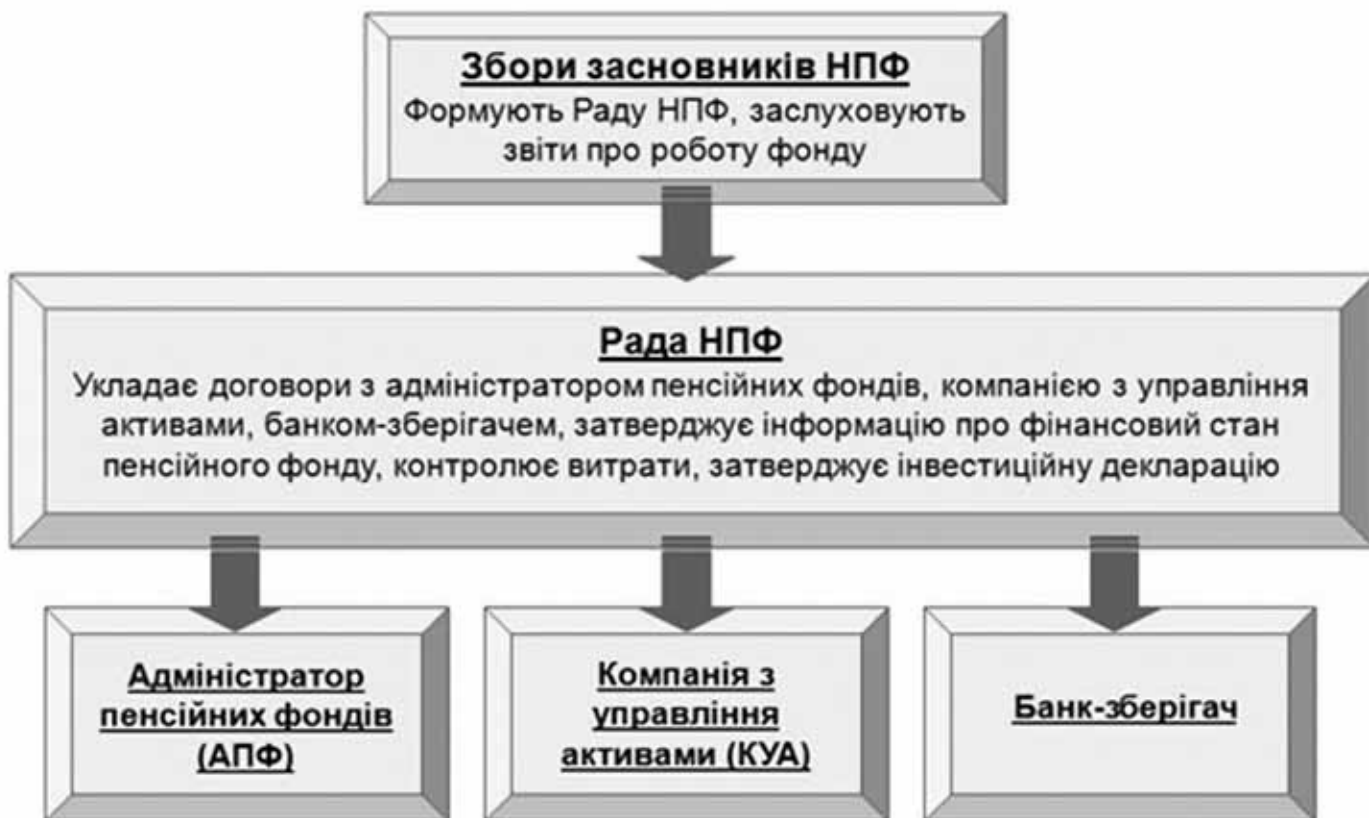 Збори засновників НПФ
Формують Раду НПФ, заслуховують
звіти про роботу фонду
Рада НПФ
Укладає договори з адміністратором пенсійних фондів, компанією з управління
активами, банком-зберігачем, затверджує інформацію про фінансовий стан
пенсійного фонду, контролює витрати, затверджує інвестиційну декларацію
Адміністратор
пенсійних фондів
(АПФ)
Компанія з
управління
активами (КУА)
Банк-зберігач